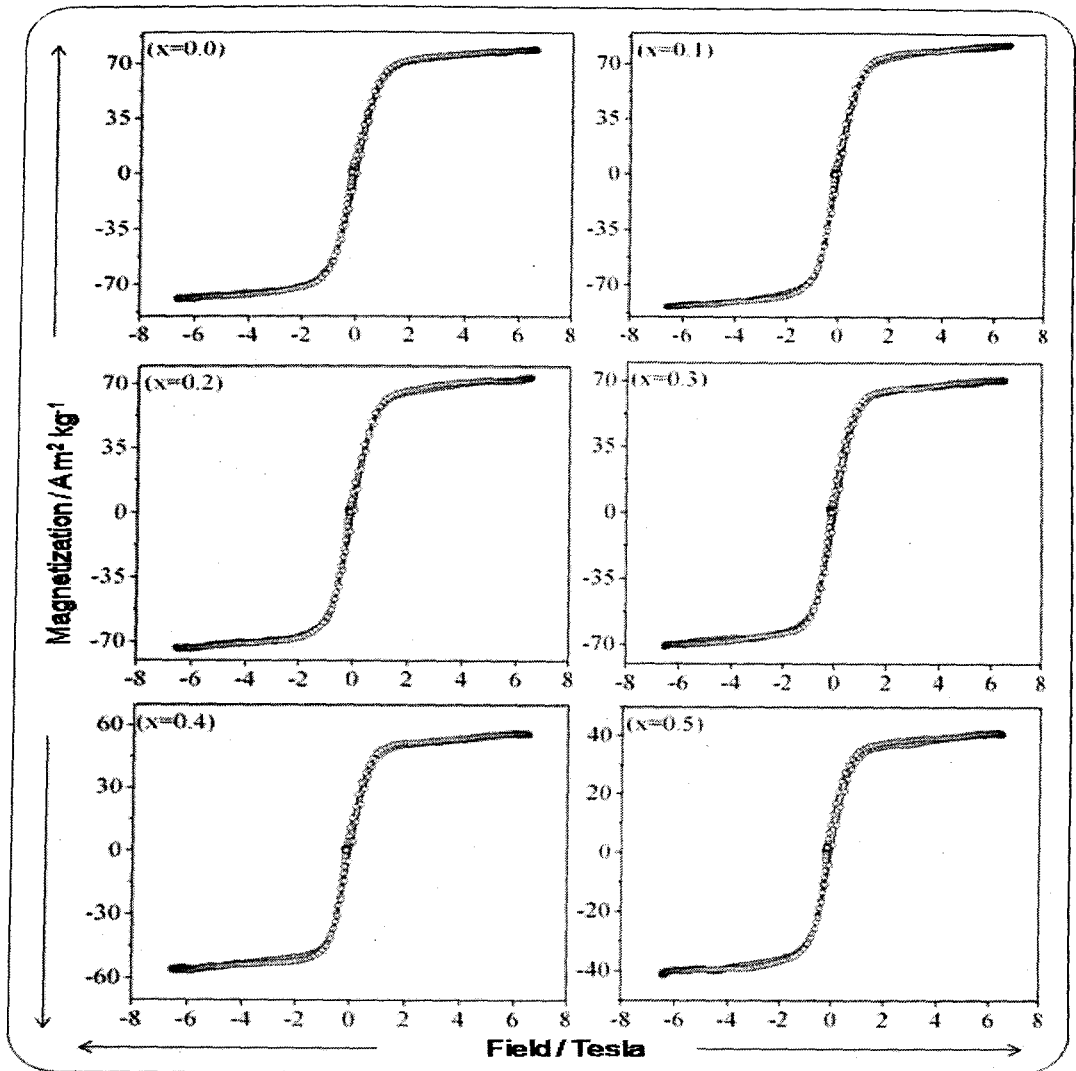 (x=0.0)
70
35
0
-35
-70
-8 -6 -4 -2 0 2 4 6 8
(x=0.1)
70
35
0
-35
-70
-8 -6 -4 -2 0 2 4 6 8
(x=0.2)
70
35
0
-35
-70
-8 -6 -4 -2 0 2 4 6 8
(x=0.3)
70
35
0
-35
-70
-8 -6 -4 -2 0 2 4 6 8
(x=0.4)
60
30
0
-30
-60
-8 -6 -4 -2 0 2 4 6 8
(x=0.5)
40
20
0
-20
-40
-8 -6 -4 -2 0 2 4 6 8
Magnetization / Am² kg⁻¹
Field / Tesla